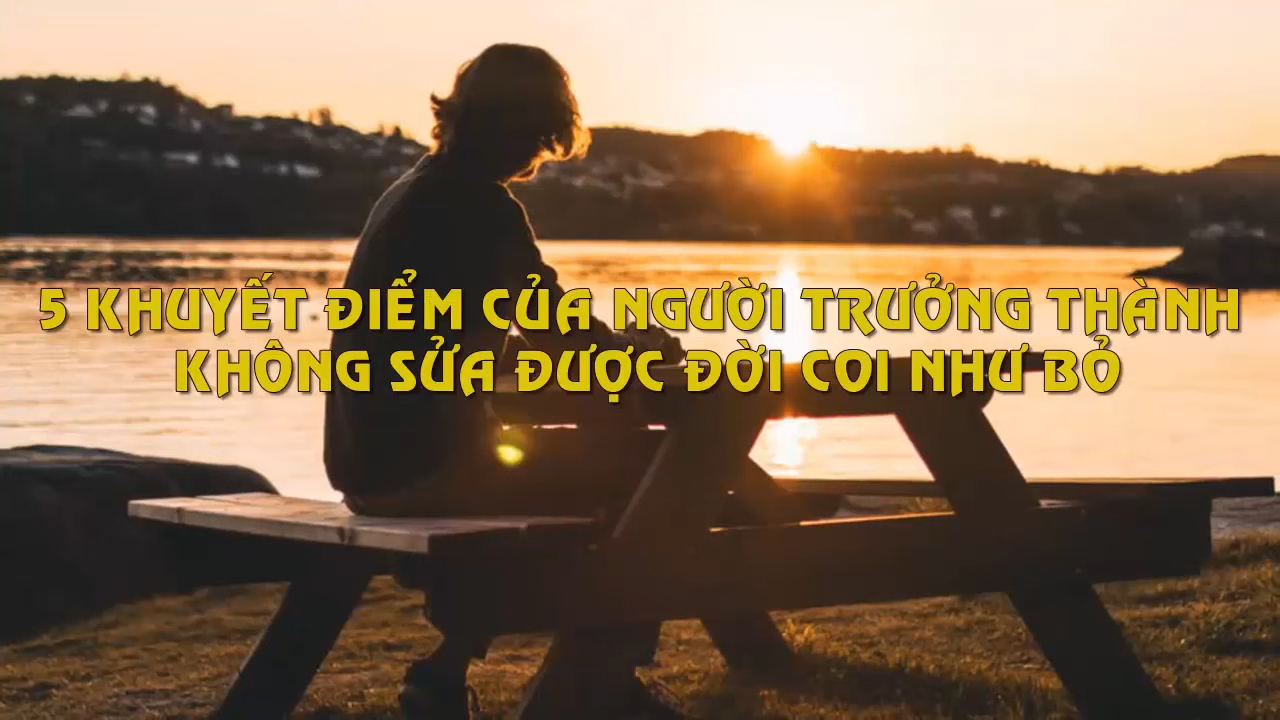 5 KHUYẾT ĐIỂM CỦA NGƯỜI TRƯỞNG THÀNH
KHÔNG SỬA ĐƯỢC ĐỜI COI NHƯ BỎ